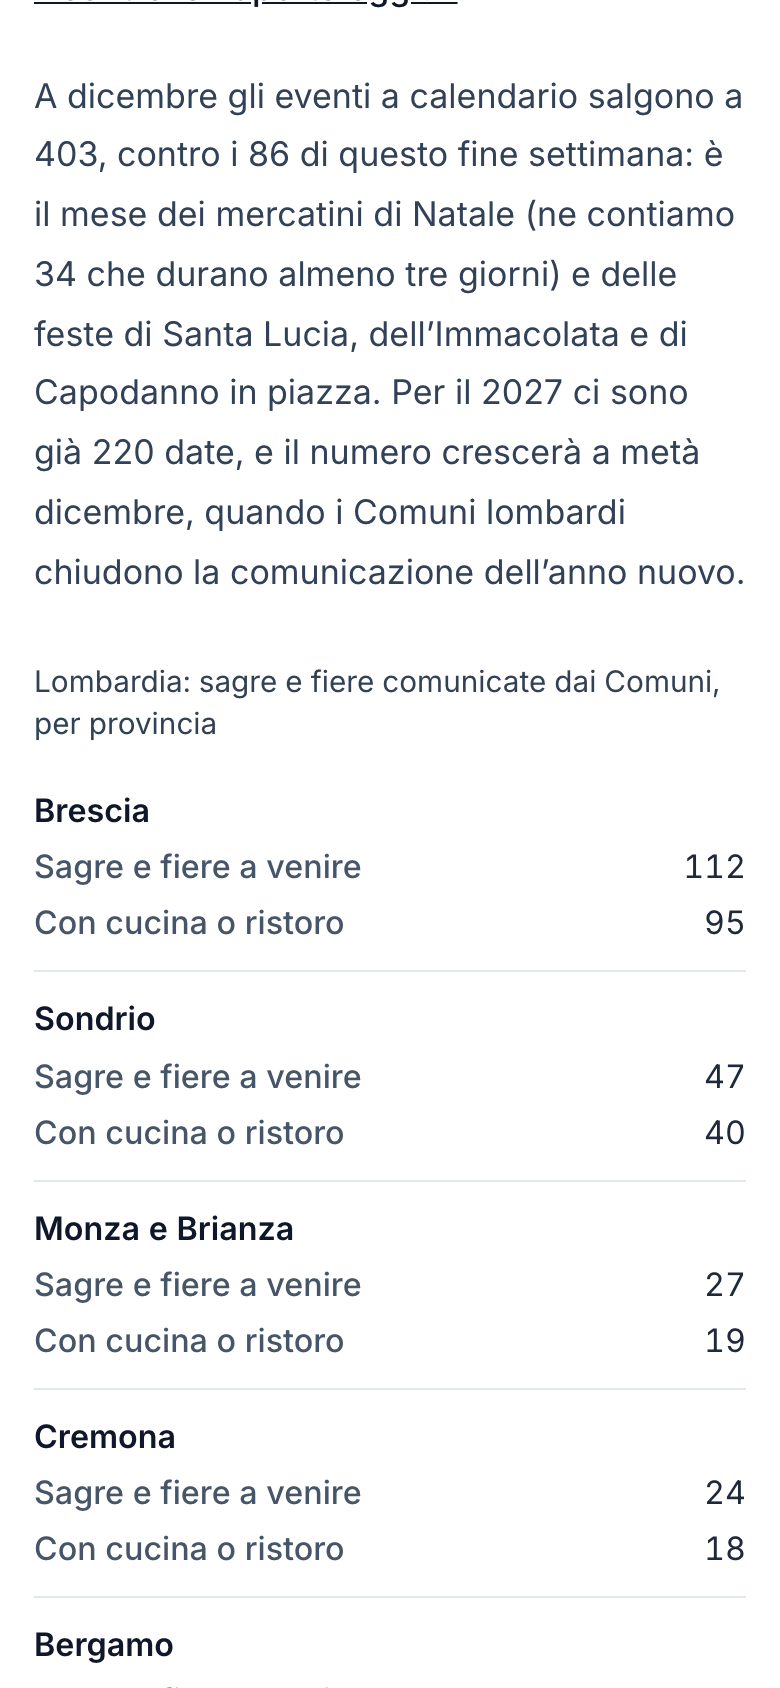 A dicembre gli eventi a calendario salgono a
403, contro i 86 di questo fine settimana: è
il mese dei mercatini di Natale (ne contiamo
34 che durano almeno tre giorni) e delle
feste di Santa Lucia, dell’Immacolata e di
Capodanno in piazza. Per il 2027 ci sono
già 220 date, e il numero crescerà a metà
dicembre, quando i Comuni lombardi
chiudono la comunicazione dell’anno nuovo.
Lombardia: sagre e fiere comunicate dai Comuni,
per provincia
Brescia
Sagre e fiere a venire 112
Con cucina o ristoro 95
Sondrio
Sagre e fiere a venire 47
Con cucina o ristoro 40
Monza e Brianza
Sagre e fiere a venire 27
Con cucina o ristoro 19
Cremona
Sagre e fiere a venire 24
Con cucina o ristoro 18
Bergamo